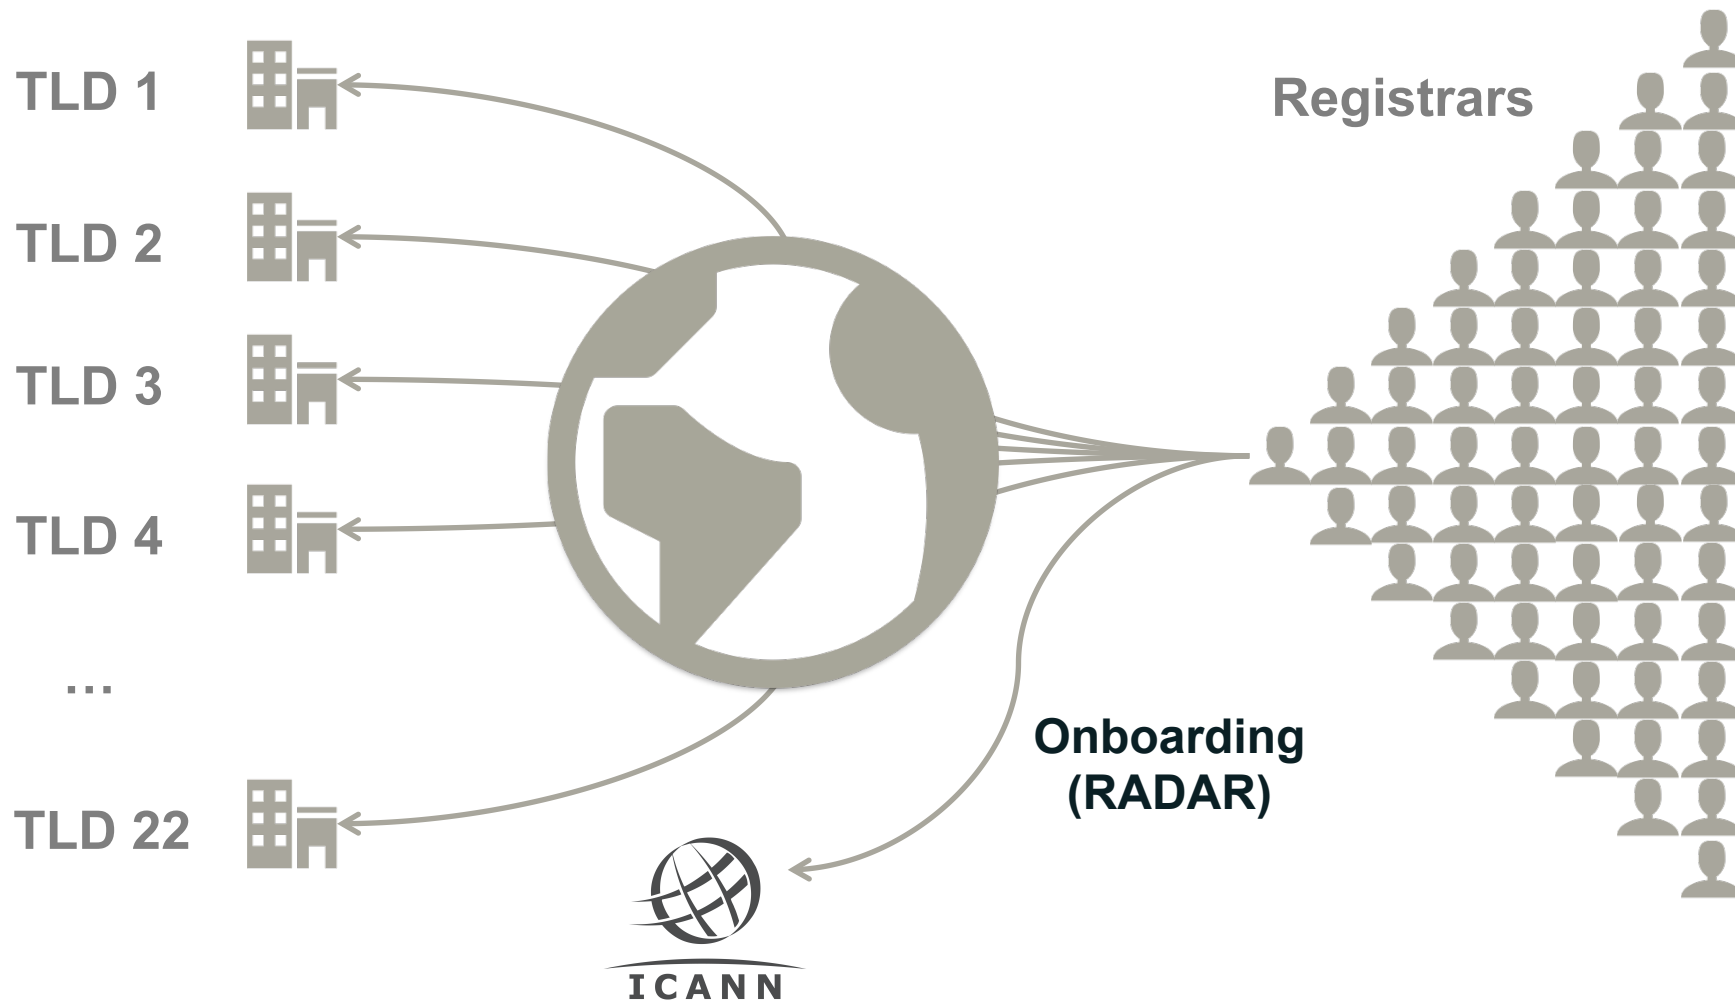 TLD 1
Registrars
TLD 2
TLD 3
TLD 4
...
Onboarding
(RADAR)
TLD 22
ICANN